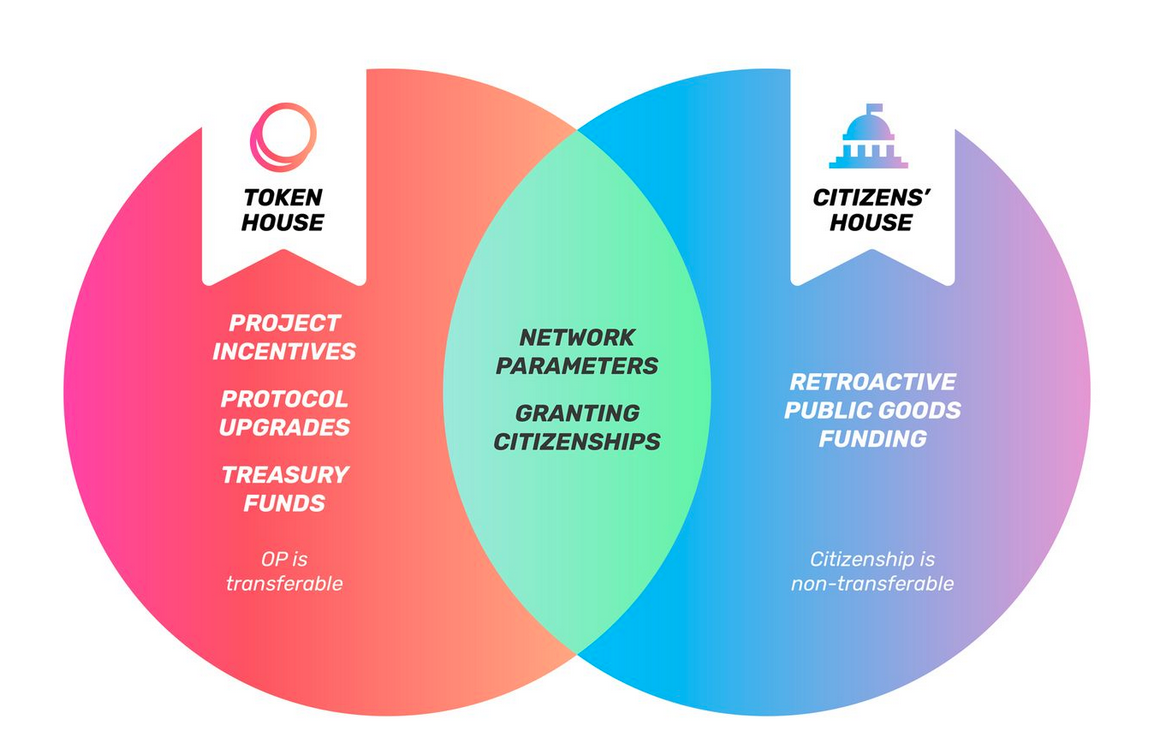 TOKEN
HOUSE
PROJECT
INCENTIVES
PROTOCOL
UPGRADES
TREASURY
FUNDS
OP is
transferable
NETWORK
PARAMETERS
GRANTING
CITIZENSHIPS
CITIZENS’
HOUSE
RETROACTIVE
PUBLIC GOODS
FUNDING
Citizenship is
non-transferable